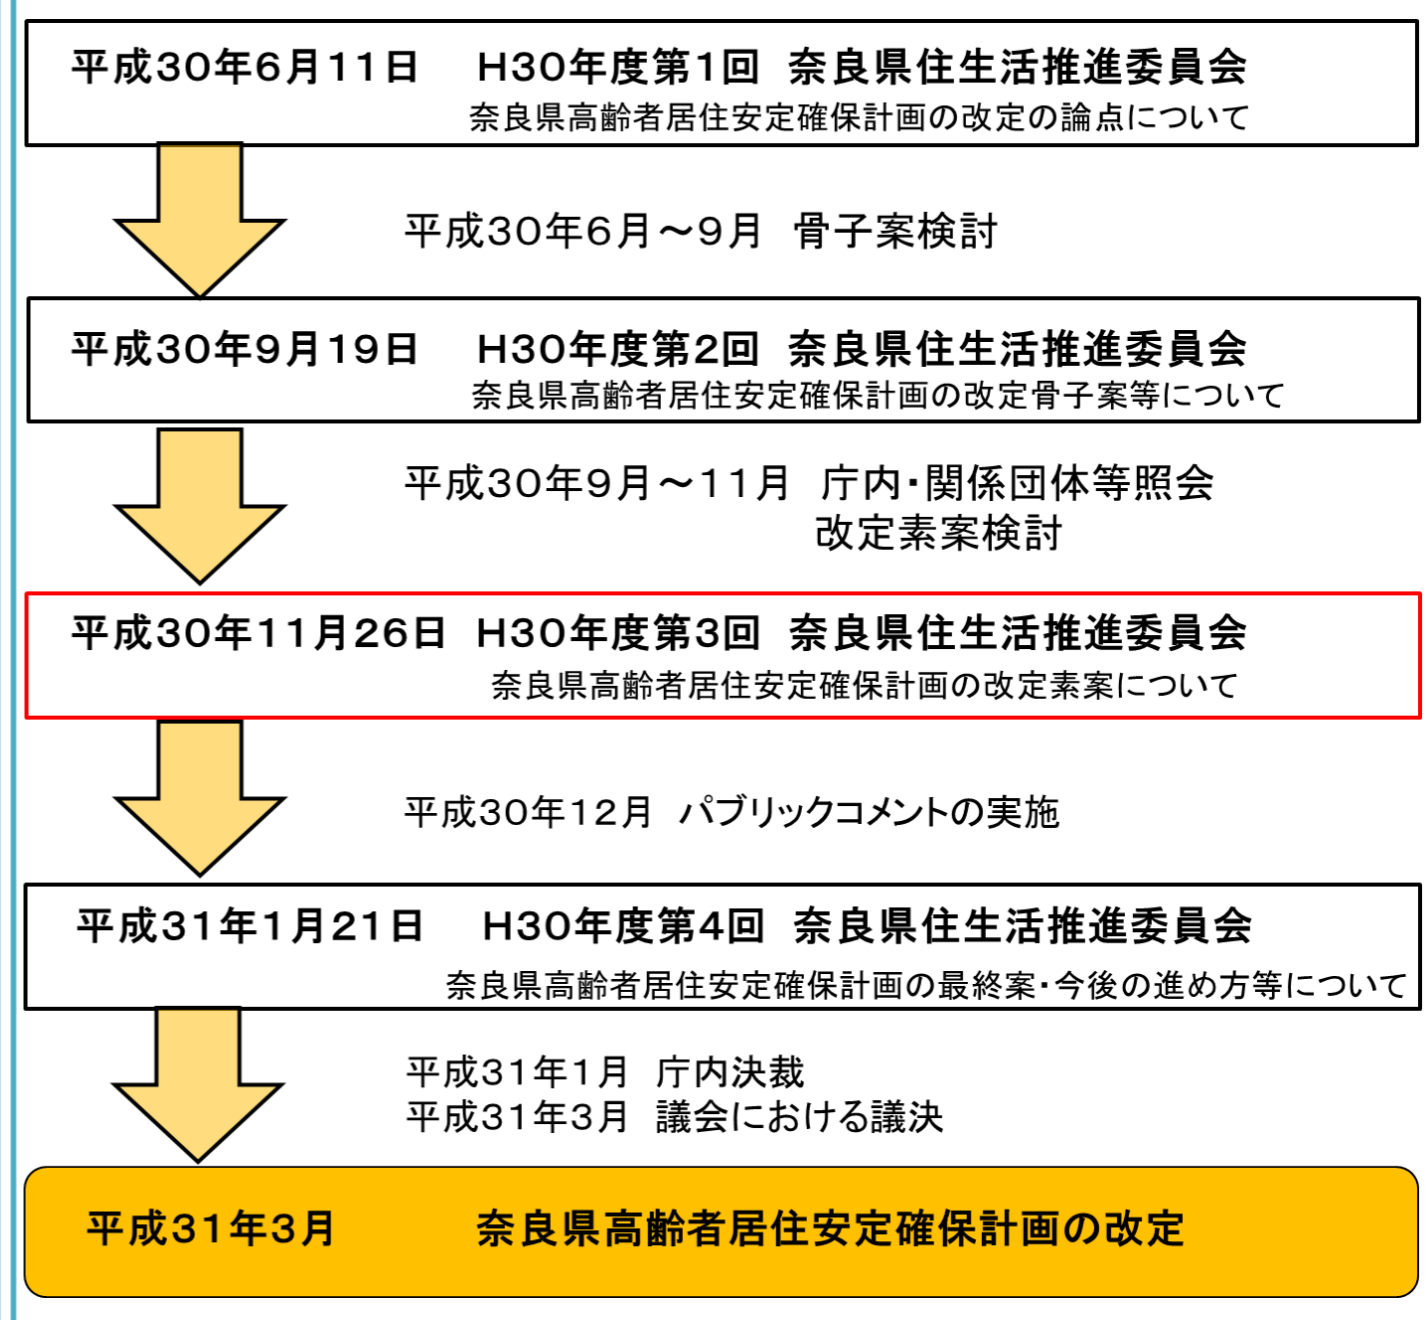 平成30年6月11日　H30年度第1回　奈良県住生活推進委員会
奈良県高齢者居住安定確保計画の改定の論点について
平成30年6月～9月　骨子案検討
平成30年9月19日　H30年度第2回　奈良県住生活推進委員会
奈良県高齢者居住安定確保計画の改定骨子案等について
平成30年9月～11月　庁内・関係団体等照会
改定素案検討
平成30年11月26日　H30年度第3回　奈良県住生活推進委員会
奈良県高齢者居住安定確保計画の改定素案について
平成30年12月　パブリックコメントの実施
平成31年1月21日　H30年度第4回　奈良県住生活推進委員会
奈良県高齢者居住安定確保計画の最終案・今後の進め方等について
平成31年1月　庁内決裁
平成31年3月　議会における議決
平成31年3月　奈良県高齢者居住安定確保計画の改定